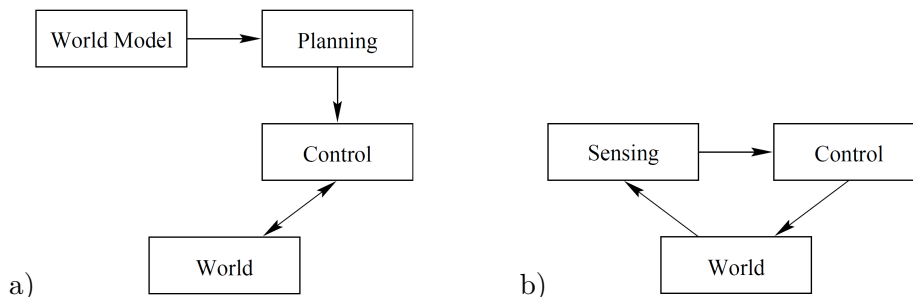 World Model
Planning
Control
World
a)
Sensing
Control
World
b)